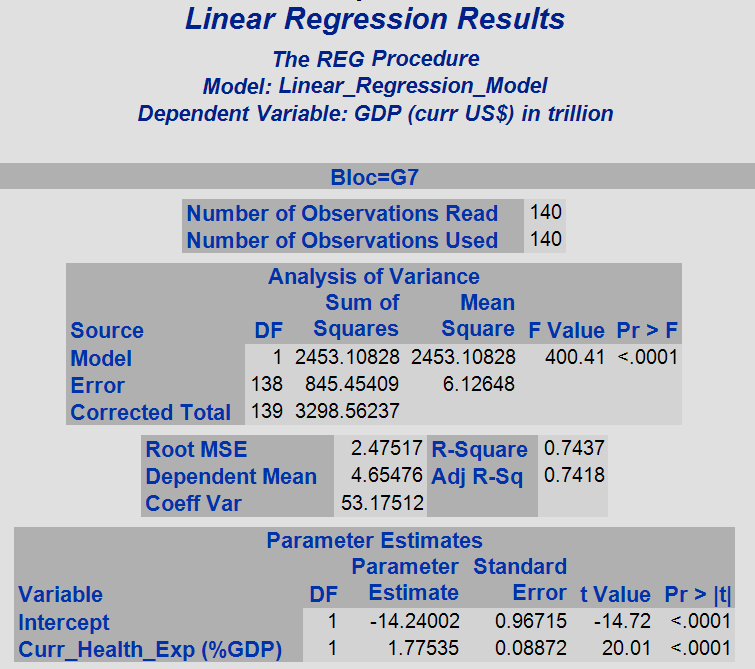 Linear Regression Results
The REG Procedure
Model: Linear_Regression_Model
Dependent Variable: GDP (curr US$) in trillion
Bloc=G7
Number of Observations Read 140
Number of Observations Used 140
Analysis of Variance
Sum of Mean
Source DF Squares Square F Value Pr > F
Model 1 2453.10828 2453.10828 400.41 <.0001
Error 138 845.45409 6.12648
Corrected Total 139 3298.56237
Root MSE 2.47517 R-Square 0.7437
Dependent Mean 4.65476 Adj R-Sq 0.7418
Coeff Var 53.17512
Parameter Estimates
Parameter Standard
Variable DF Estimate Error t Value Pr > |t|
Intercept 1 -14.24002 0.96715 -14.72 <.0001
Curr_Health_Exp (%GDP) 1 1.77535 0.08872 20.01 <.0001